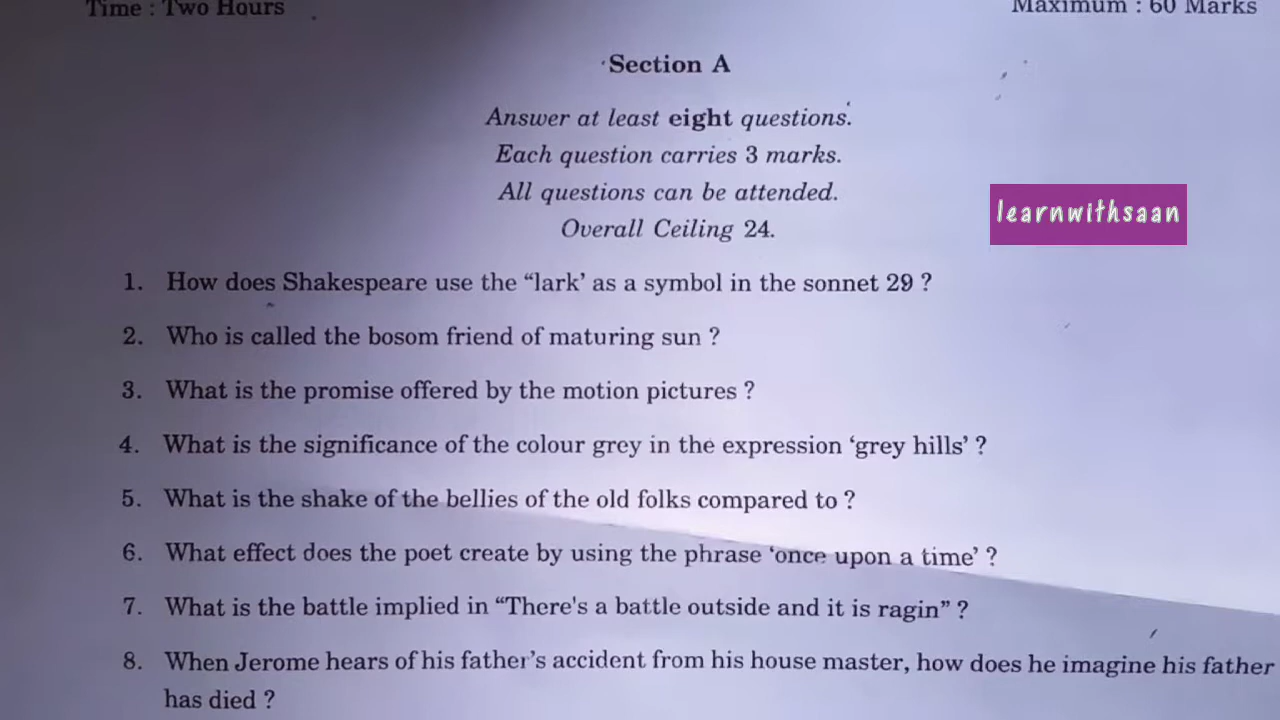 Time : Two Hours Maximum : 60 Marks
Section A
Answer at least eight questions.
Each question carries 3 marks.
All questions can be attended.
Overall Ceiling 24.
learnwithsaan
1. How does Shakespeare use the “lark’ as a symbol in the sonnet 29 ?
2. Who is called the bosom friend of maturing sun ?
3. What is the promise offered by the motion pictures ?
4. What is the significance of the colour grey in the expression ‘grey hills’ ?
5. What is the shake of the bellies of the old folks compared to ?
6. What effect does the poet create by using the phrase ‘once upon a time’ ?
7. What is the battle implied in “There's a battle outside and it is ragin” ?
8. When Jerome hears of his father’s accident from his house master, how does he imagine his father
has died ?